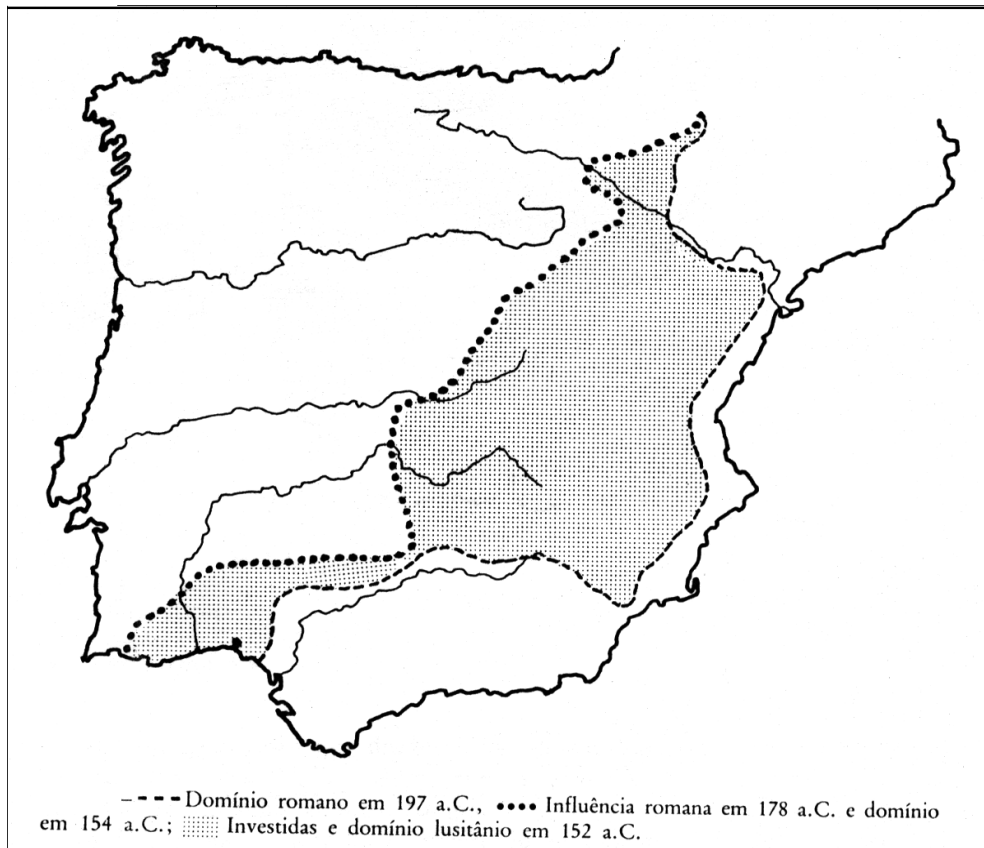 Domínio romano em 197 a.C., Influência romana em 178 a.C. e domínio
em 154 a.C.; Investidas e domínio lusitânio em 152 a.C.